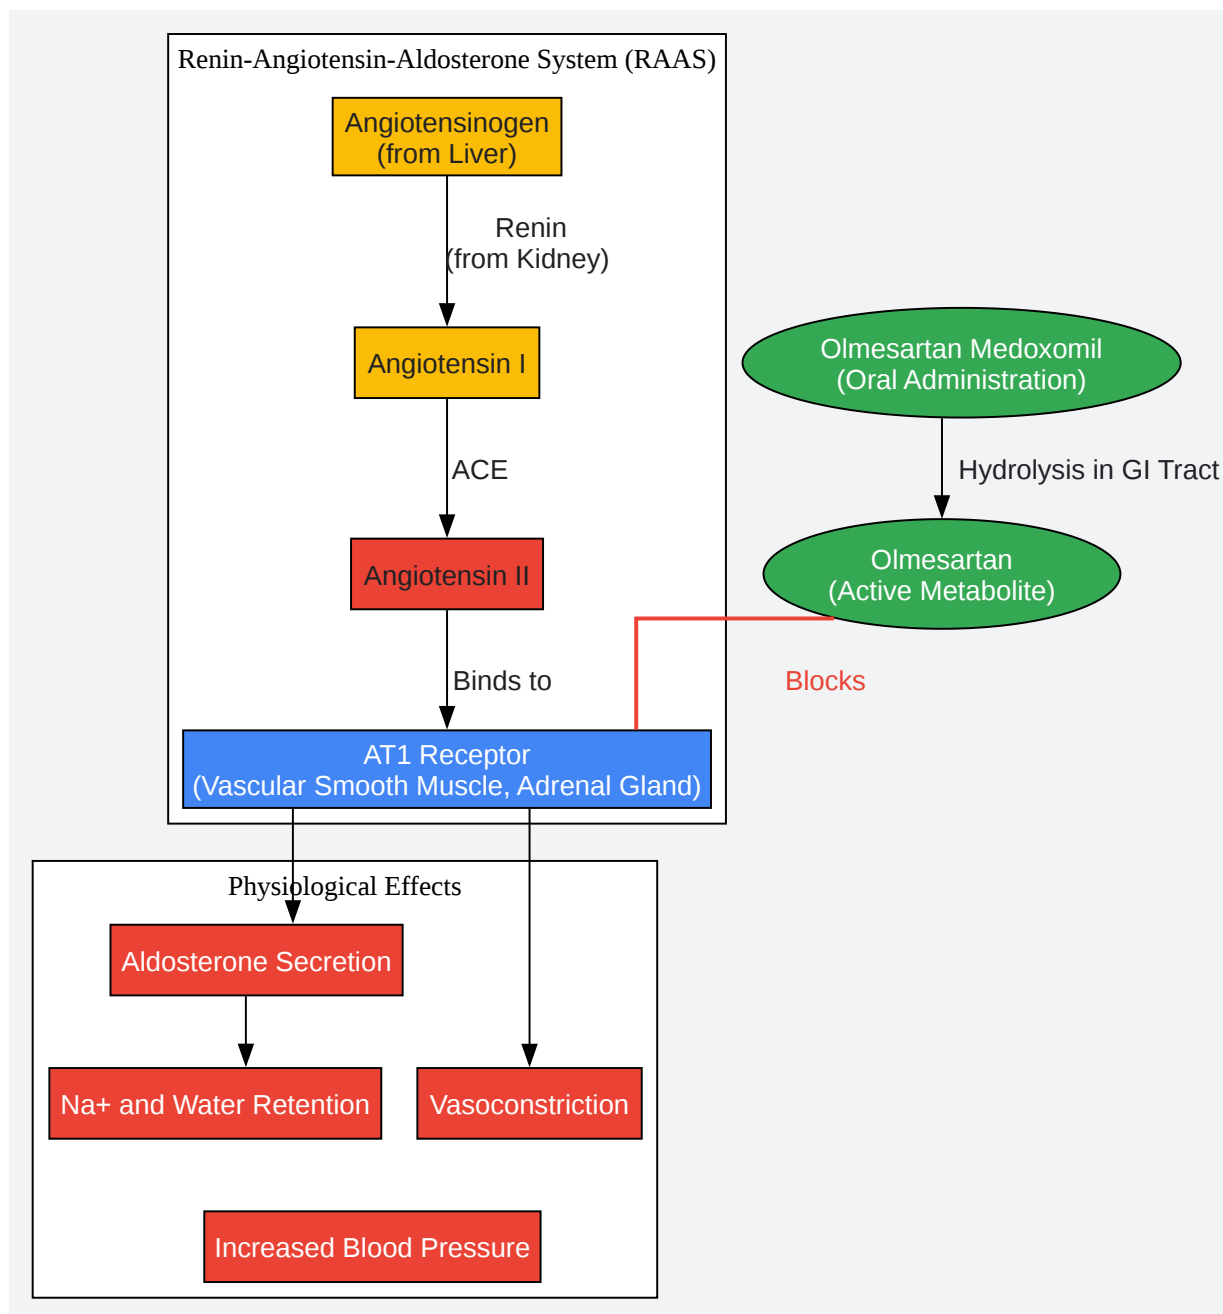 Renin-Angiotensin-Aldosterone System (RAAS)
Angiotensinogen
(from Liver)
Renin
(from Kidney)
Angiotensin I
Olmesartan Medoxomil
(Oral Administration)
ACE
Hydrolysis in GI Tract
Angiotensin II
Olmesartan
(Active Metabolite)
Binds to
Blocks
AT1 Receptor
(Vascular Smooth Muscle, Adrenal Gland)
Physiological Effects
Aldosterone Secretion
Na+ and Water Retention
Vasoconstriction
Increased Blood Pressure